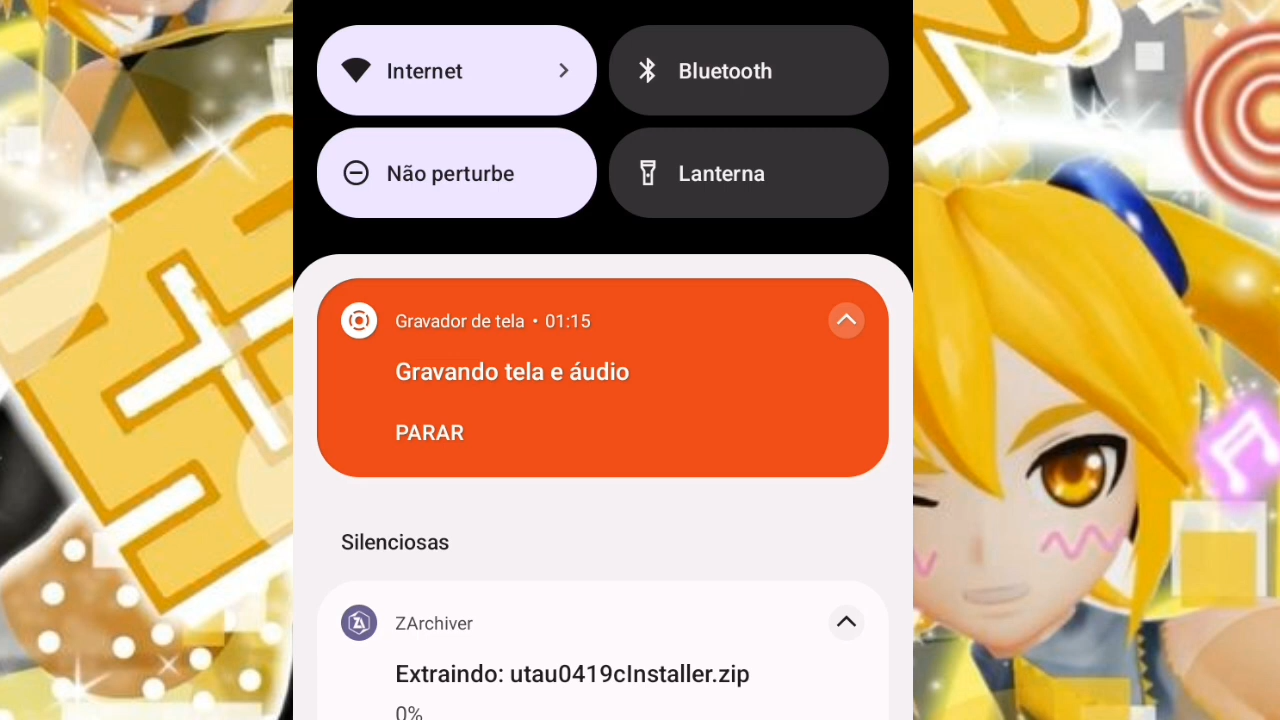 Internet
Bluetooth
Não perturbe
Lanterna
Gravador de tela • 01:15
Gravando tela e áudio
PARAR
Silenciosas
ZArchiver
Extraindo: utau0419cInstaller.zip
0%